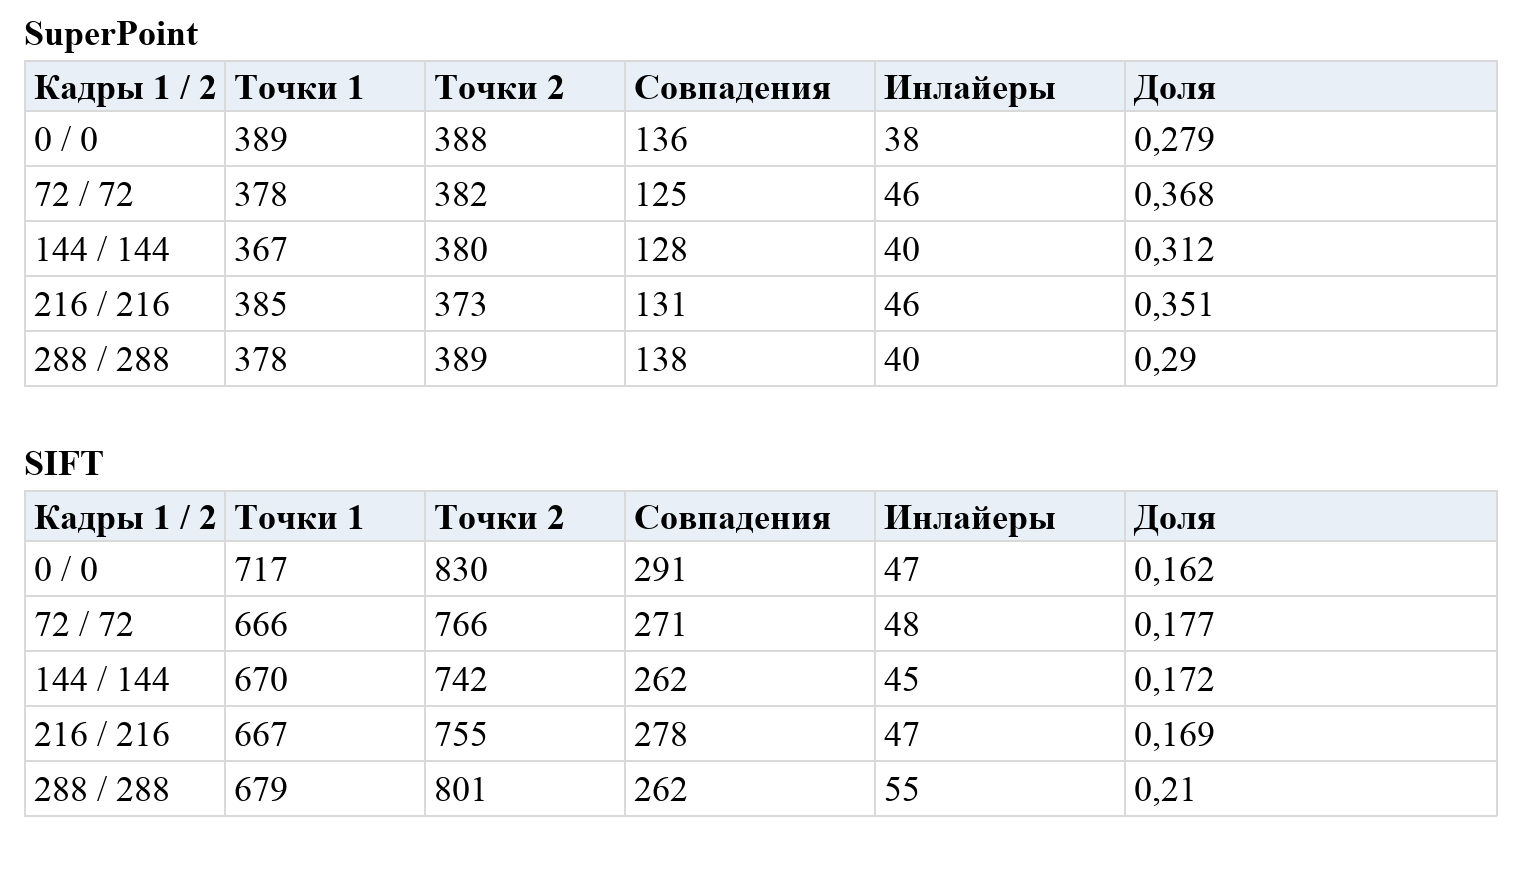 SuperPoint
Кадры 1 / 2 Точки 1 Точки 2 Совпадения Инлайеры Доля
0 / 0 389 388 136 38 0,279
72 / 72 378 382 125 46 0,368
144 / 144 367 380 128 40 0,312
216 / 216 385 373 131 46 0,351
288 / 288 378 389 138 40 0,29
SIFT
Кадры 1 / 2 Точки 1 Точки 2 Совпадения Инлайеры Доля
0 / 0 717 830 291 47 0,162
72 / 72 666 766 271 48 0,177
144 / 144 670 742 262 45 0,172
216 / 216 667 755 278 47 0,169
288 / 288 679 801 262 55 0,21